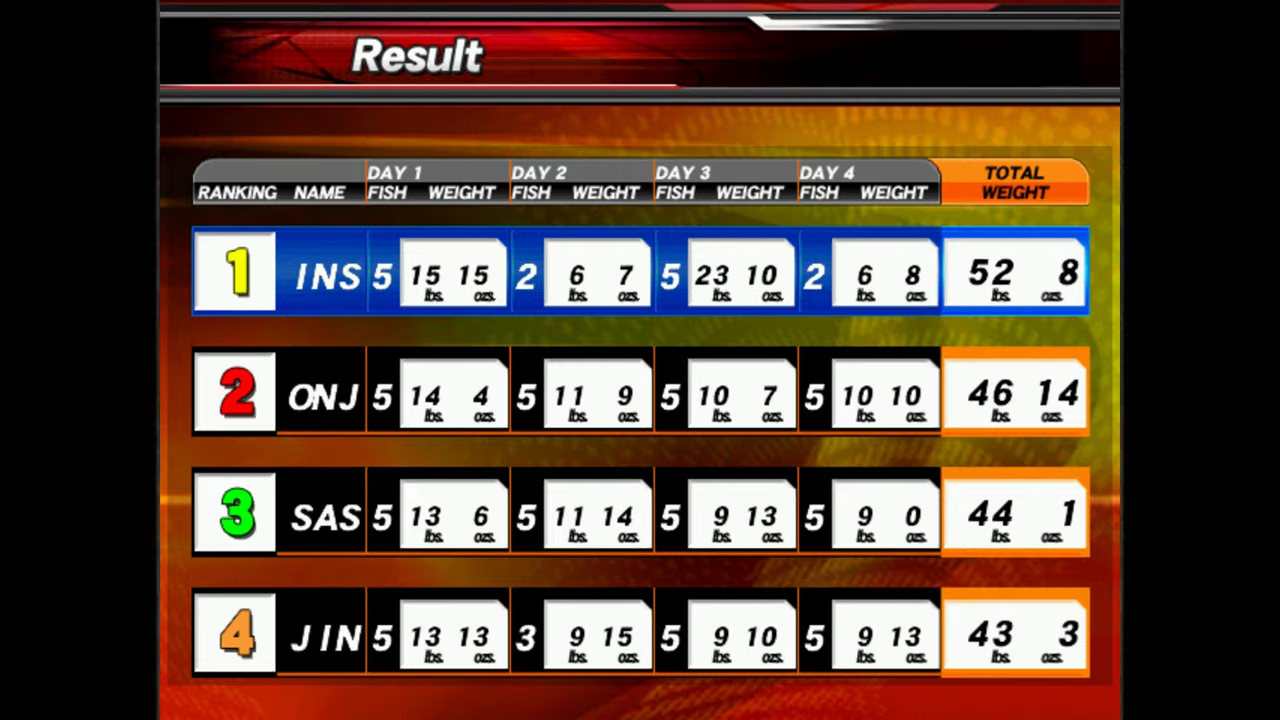 Result
DAY 1 DAY 2 DAY 3 DAY 4 TOTAL
RANKING NAME FISH WEIGHT FISH WEIGHT FISH WEIGHT FISH WEIGHT WEIGHT
1 INS 5 15 15 2 6 7 5 23 10 2 6 8 52 8
lbs. ozs. lbs. ozs. lbs. ozs. lbs. ozs. lbs. ozs.
2 ONJ 5 14 4 5 11 9 5 10 7 5 10 10 46 14
lbs. ozs. lbs. ozs. lbs. ozs. lbs. ozs. lbs. ozs.
3 SAS 5 13 6 5 11 14 5 9 13 5 9 0 44 1
lbs. ozs. lbs. ozs. lbs. ozs. lbs. ozs. lbs. ozs.
4 JIN 5 13 13 3 9 15 5 9 10 5 9 13 43 3
lbs. ozs. lbs. ozs. lbs. ozs. lbs. ozs. lbs. ozs.